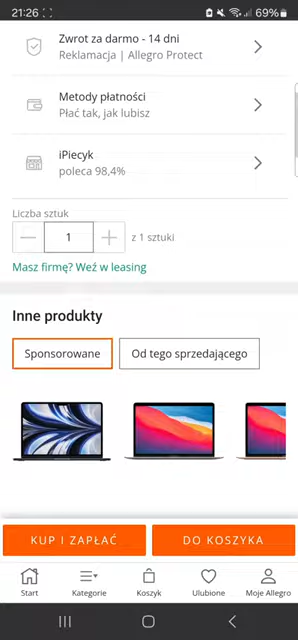 21:26
69%
Zwrot za darmo - 14 dni
Reklamacja | Allegro Protect
Metody płatności
Płać tak, jak lubisz
iPiecyk
poleca 98,4%
Liczba sztuk
1 z 1 sztuki
Masz firmę? Weź w leasing
Inne produkty
Sponsorowane
Od tego sprzedającego
KUP I ZAPŁAĆ
DO KOSZYKA
Start
Kategorie
Koszyk
Ulubione
Moje Allegro